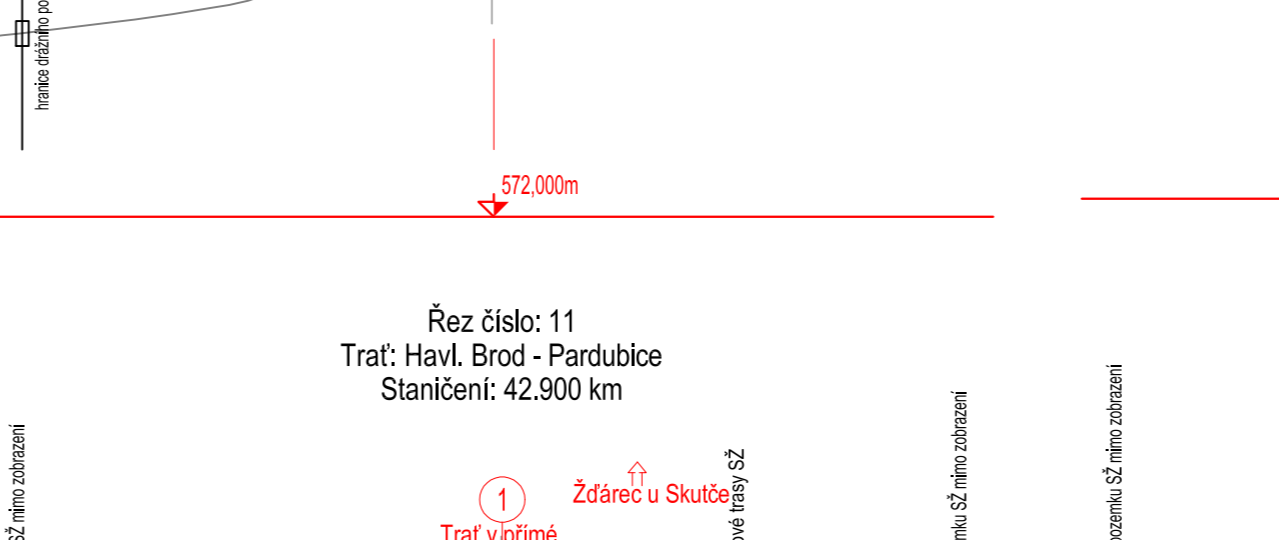 hranice drážního po
572,000m
Řez číslo: 11
Trať: Havl. Brod - Pardubice
Staničení: 42.900 km
SŽ mimo zobrazení
1
Trať v přímé
Žďárec u Skutče
ové trasy SŽ
mku SŽ mimo zobrazení
pozemku SŽ mimo zobrazení